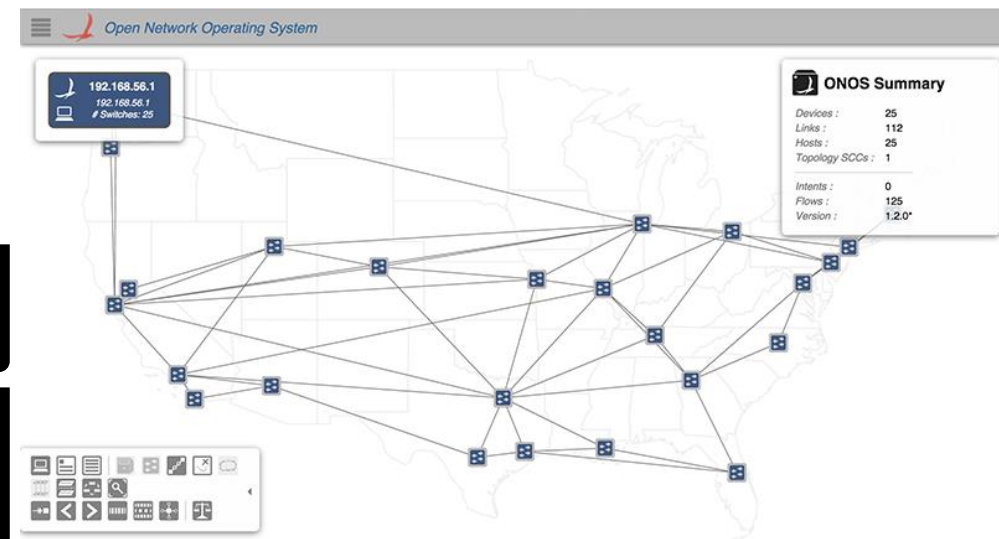 Open Network Operating System
192.168.56.1
192.168.56.1
# Switches: 25
ONOS Summary
Devices : 25
Links : 112
Hosts : 25
Topology SCCs : 1
Intents : 0
Flows : 125
Version : 1.2.0*